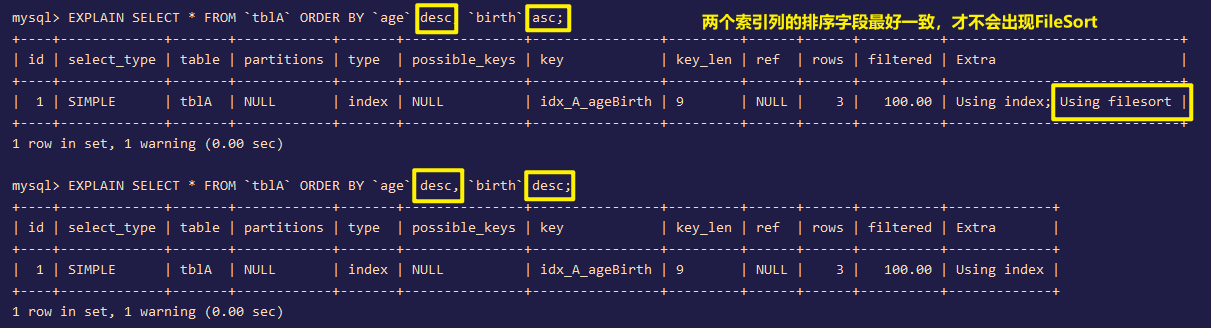 mysql> EXPLAIN SELECT * FROM `tblA` ORDER BY `age` desc, `birth` asc;
两个索引列的排序字段最好一致，才不会出现FileSort
+----+-------------+-------+------------+-------+---------------+----------------+---------+------+------+----------+-----------------------------+
| id | select_type | table | partitions | type | possible_keys | key | key_len | ref | rows | filtered | Extra |
+----+-------------+-------+------------+-------+---------------+----------------+---------+------+------+----------+-----------------------------+
| 1 | SIMPLE | tblA | NULL | index | NULL | idx_A_ageBirth | 9 | NULL | 3 | 100.00 | Using index; Using filesort |
+----+-------------+-------+------------+-------+---------------+----------------+---------+------+------+----------+-----------------------------+
1 row in set, 1 warning (0.00 sec)
mysql> EXPLAIN SELECT * FROM `tblA` ORDER BY `age` desc, `birth` desc;
+----+-------------+-------+------------+-------+---------------+----------------+---------+------+------+----------+-------------+
| id | select_type | table | partitions | type | possible_keys | key | key_len | ref | rows | filtered | Extra |
+----+-------------+-------+------------+-------+---------------+----------------+---------+------+------+----------+-------------+
| 1 | SIMPLE | tblA | NULL | index | NULL | idx_A_ageBirth | 9 | NULL | 3 | 100.00 | Using index |
+----+-------------+-------+------------+-------+---------------+----------------+---------+------+------+----------+-------------+
1 row in set, 1 warning (0.00 sec)